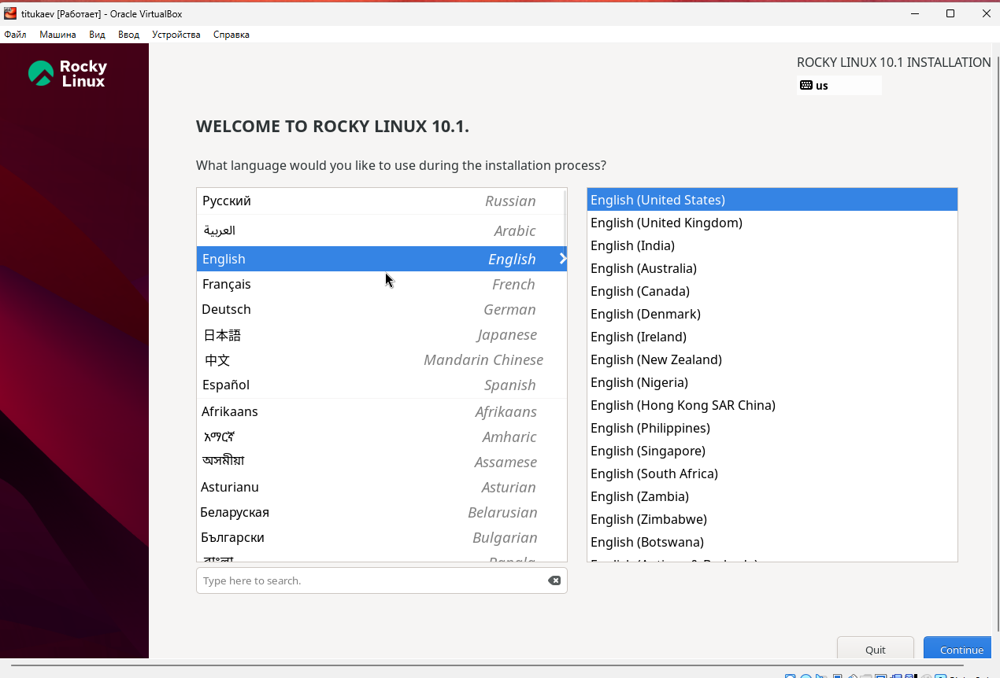 titukaev [Работает] - Oracle VirtualBox
Файл Машина Вид Ввод Устройства Справка
Rocky
Linux
ROCKY LINUX 10.1 INSTALLATION
us
WELCOME TO ROCKY LINUX 10.1.
What language would you like to use during the installation process?
Русский Russian
العربية Arabic
English English
Français French
Deutsch German
日本語 Japanese
中文 Mandarin Chinese
Español Spanish
Afrikaans Afrikaans
አማርኛ Amharic
অসমীয়া Assamese
Asturianu Asturian
Беларуская Belarusian
Български Bulgarian
বাংলা Bangla
English (United States)
English (United Kingdom)
English (India)
English (Australia)
English (Canada)
English (Denmark)
English (Ireland)
English (New Zealand)
English (Nigeria)
English (Hong Kong SAR China)
English (Philippines)
English (Singapore)
English (South Africa)
English (Zambia)
English (Zimbabwe)
English (Botswana)
Type here to search.
Quit Continue